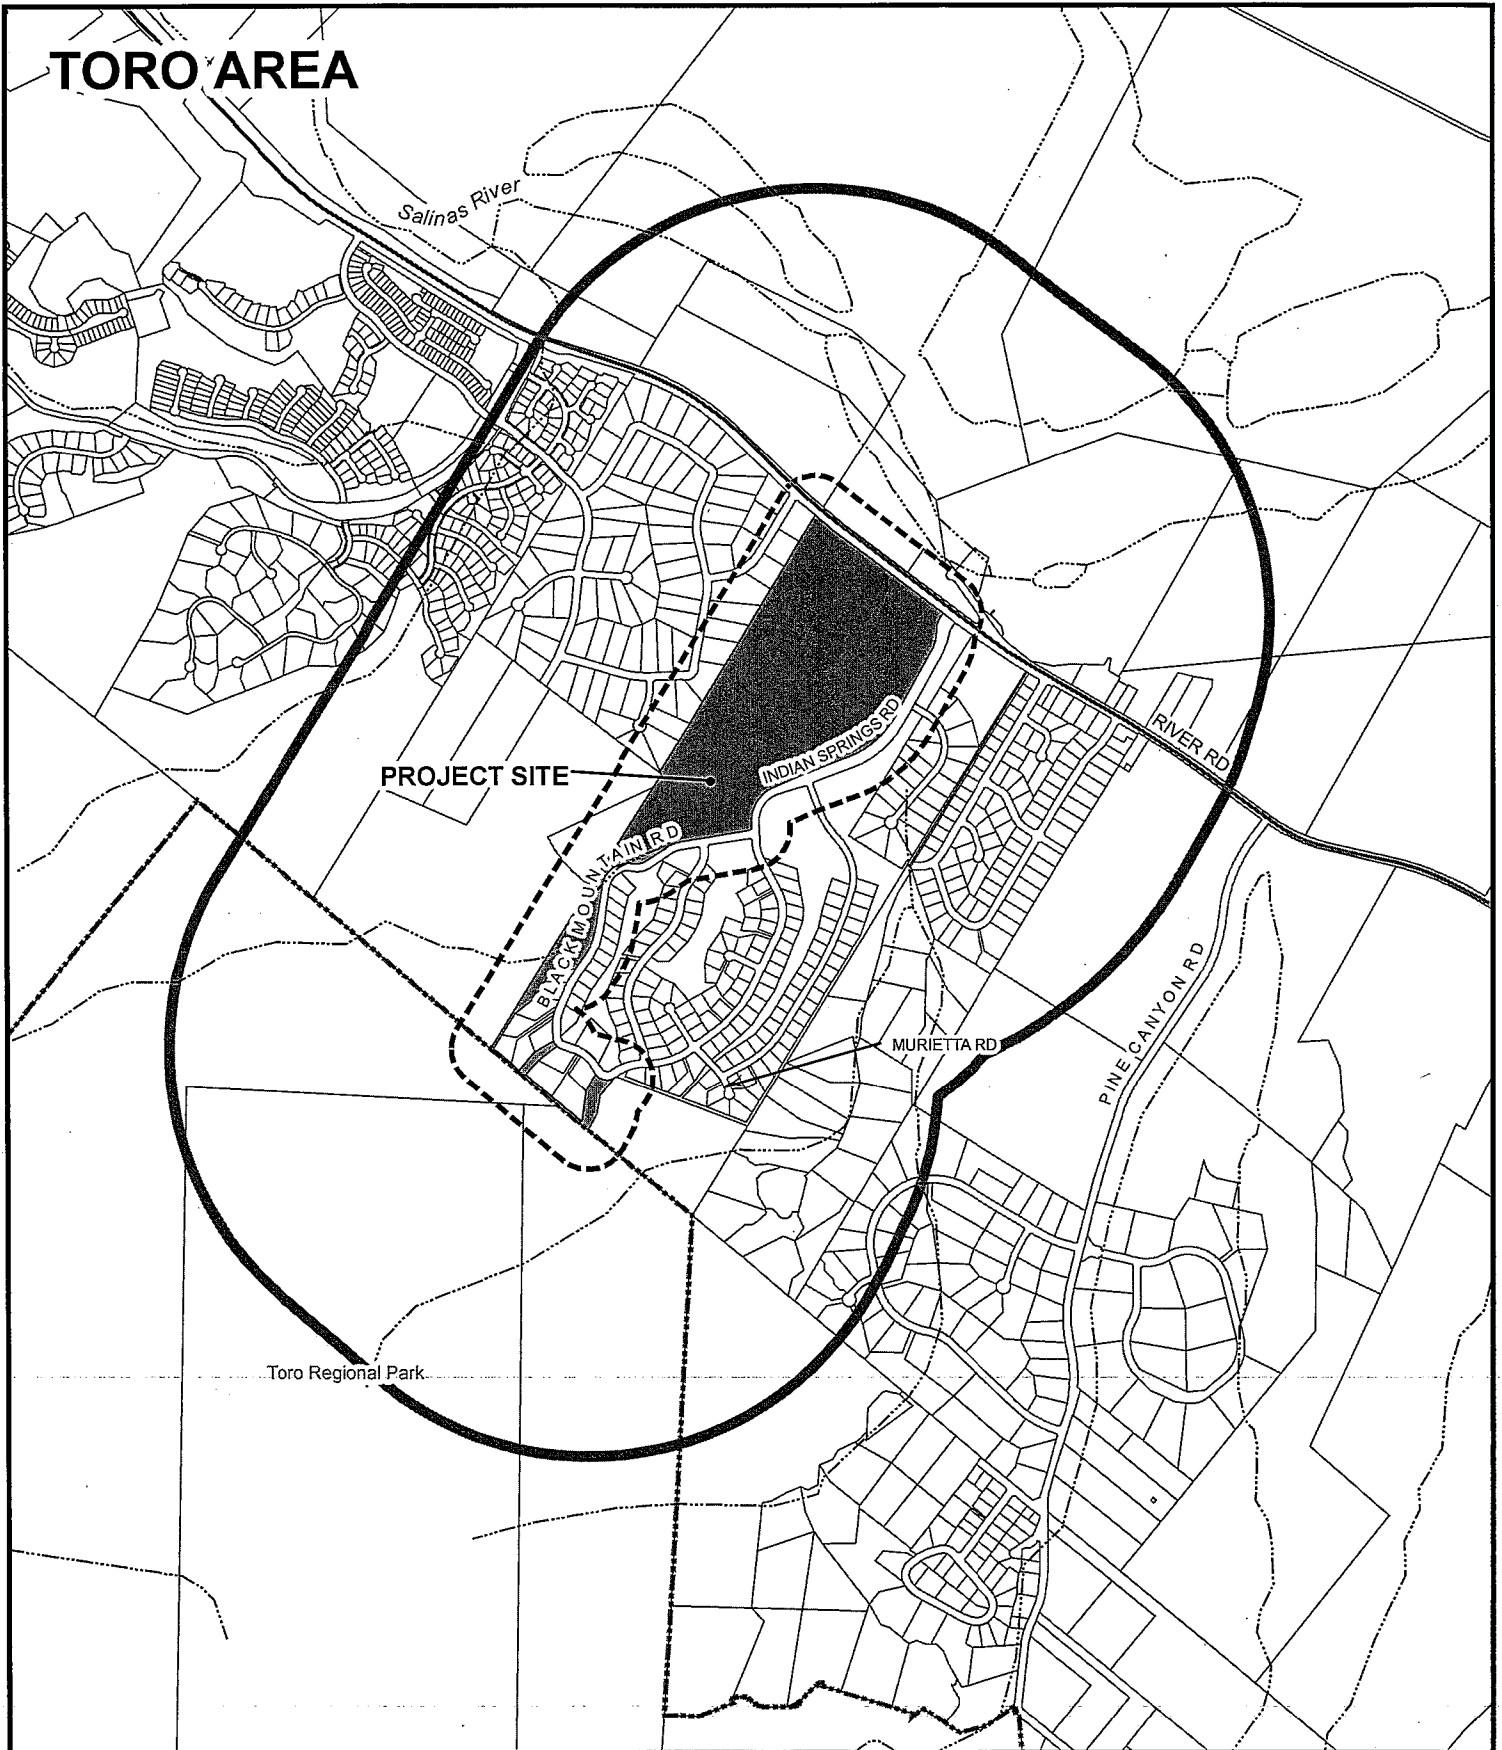 TORO AREA
Salinas River
RIVER RD
INDIAN SPRINGS RD
PROJECT SITE
BLACK MOUNTAIN RD
MURIETTA RD
PINE CANYON RD
Toro Regional Park